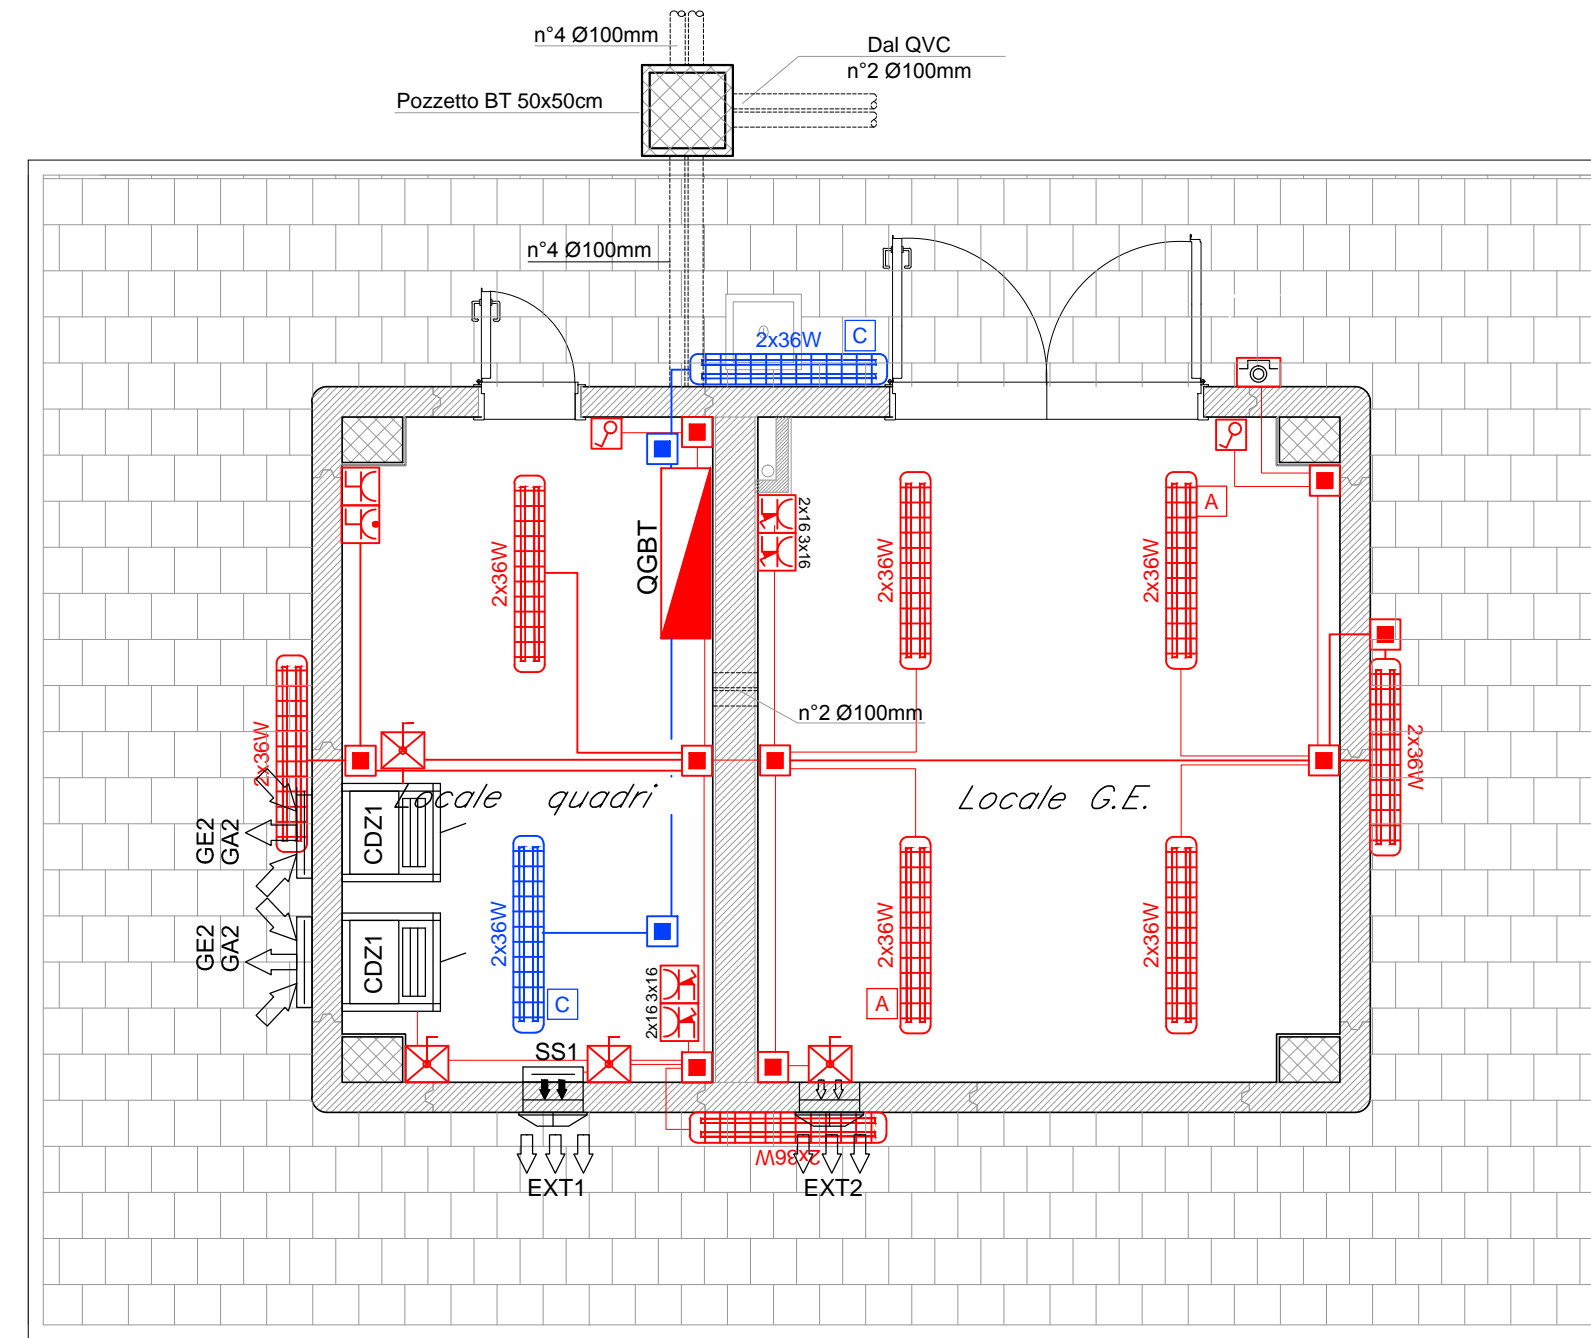 n°4 Ø100mm
Dal QVC
n°2 Ø100mm
Pozzetto BT 50x50cm
n°4 Ø100mm
2x36W
C
A
QGBT
2x16 3x16
2x36W
2x36W
2x36W
n°2 Ø100mm
2x36W
2x36W
Locale quadri
Locale G.E.
CDZ1
GE2
GA2
2x36W
2x36W
2x36W
CDZ1
GE2
GA2
C
A
2x16 3x16
SS1
2x36W
EXT1
EXT2